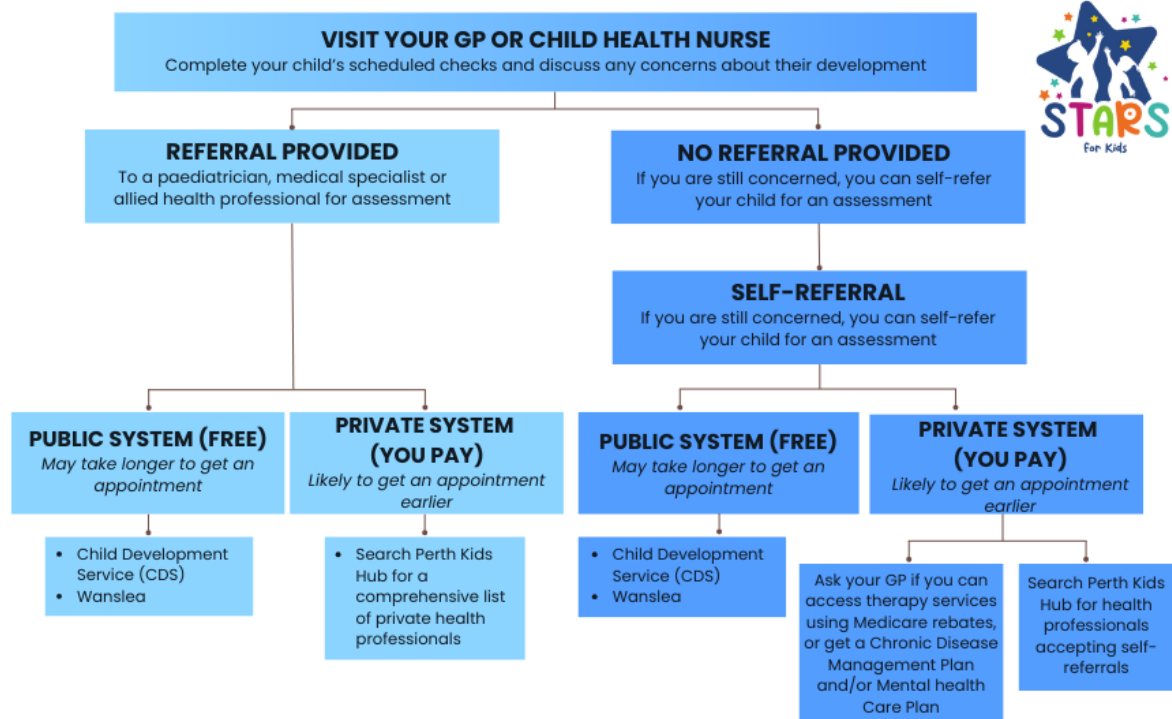 VISIT YOUR GP OR CHILD HEALTH NURSE
Complete your child's scheduled checks and discuss any concerns about their development
STARS
for Kids
REFERRAL PROVIDED
To a paediatrician, medical specialist or
allied health professional for assessment
NO REFERRAL PROVIDED
If you are still concerned, you can self-refer
your child for an assessment
SELF-REFERRAL
If you are still concerned, you can self-refer
your child for an assessment
PUBLIC SYSTEM (FREE)
May take longer to get an
appointment
PRIVATE SYSTEM
(YOU PAY)
Likely to get an appointment
earlier
PUBLIC SYSTEM (FREE)
May take longer to get an
appointment
PRIVATE SYSTEM
(YOU PAY)
Likely to get an appointment
earlier
• Child Development
Service (CDS)
• Wanslea
• Search Perth Kids
Hub for a
comprehensive list
of private health
professionals
• Child Development
Service (CDS)
• Wanslea
Ask your GP if you can
access therapy services
using Medicare rebates,
or get a Chronic Disease
Management Plan
and/or Mental health
Care Plan
Search Perth Kids
Hub for health
professionals
accepting self-
referrals